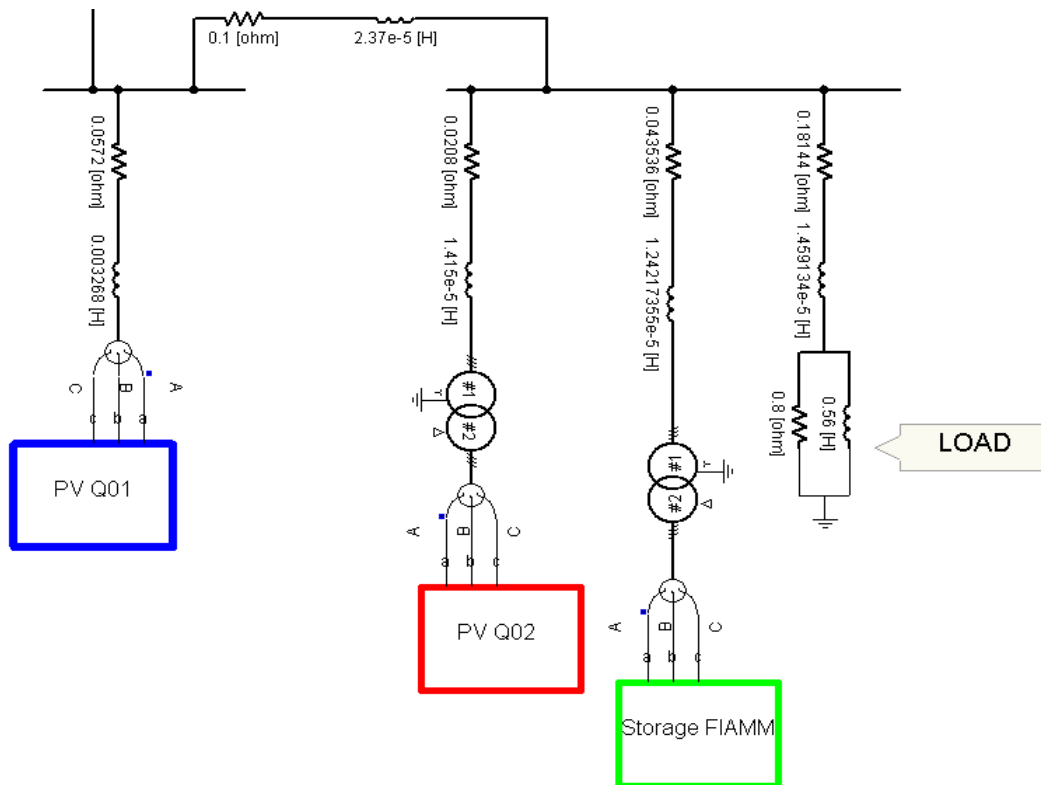 0.1 [ohm]
2.37e-5 [H]
0.0572 [ohm]
0.003268 [H]
C
B
A
c
b
a
PV Q01
0.0208 [ohm]
1.415e-5 [H]
#1
Y
#2
Δ
A
B
C
a
b
c
PV Q02
0.043536 [ohm]
1.24217355e-5 [H]
#1
Y
#2
Δ
A
B
C
a
b
c
Storage FIAMM
0.18144 [ohm]
1.459134e-5 [H]
0.8 [ohm]
0.56 [H]
LOAD